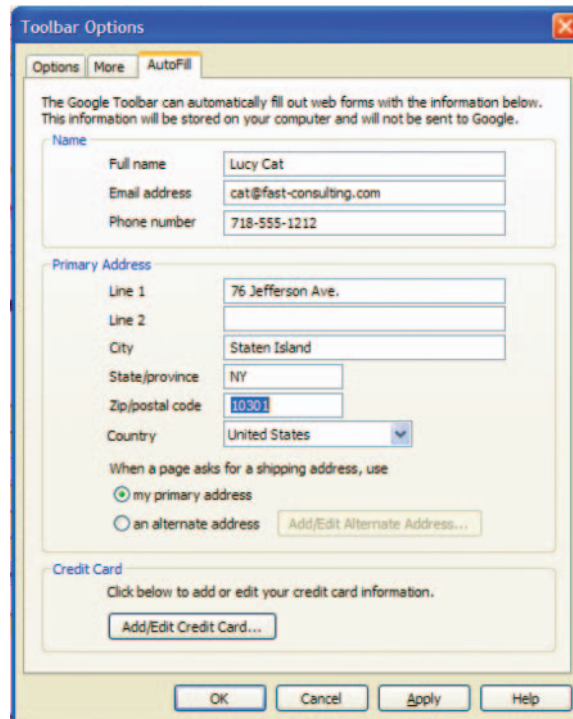 Toolbar Options
Options More AutoFill
The Google Toolbar can automatically fill out web forms with the information below.
This information will be stored on your computer and will not be sent to Google.
Name
Full name Lucy Cat
Email address cat@fast-consulting.com
Phone number 718-555-1212
Primary Address
Line 1 76 Jefferson Ave.
Line 2
City Staten Island
State/province NY
Zip/postal code 10301
Country United States
When a page asks for a shipping address, use
my primary address
an alternate address Add/Edit Alternate Address...
Credit Card
Click below to add or edit your credit card information.
Add/Edit Credit Card...
OK Cancel Apply Help